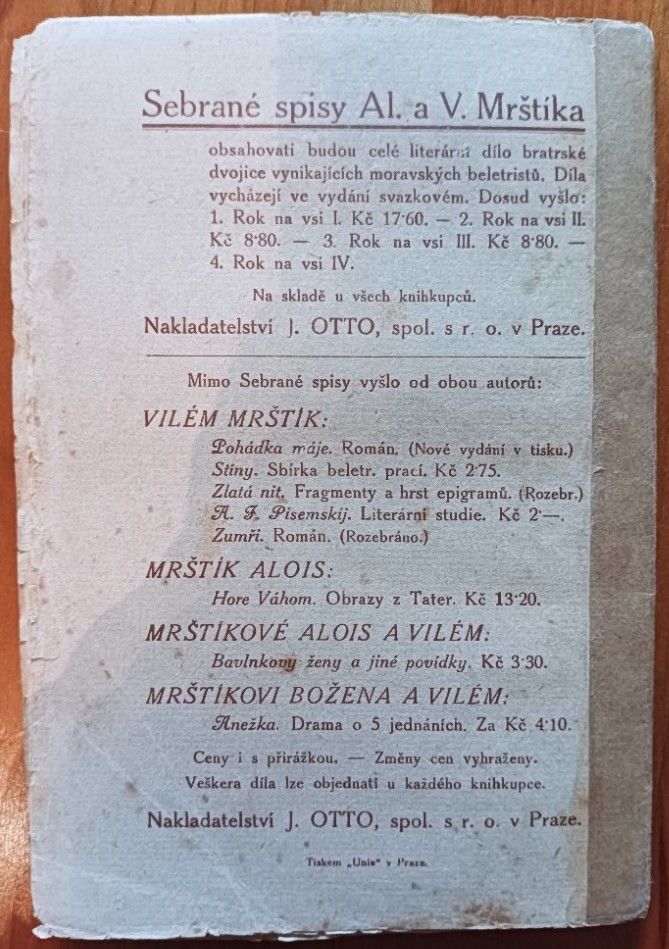 Sebrané spisy Al. a V. Mrštíka
obsahovati budou celé literární dílo bratrské
dvojice vynikajících moravských beletristů. Díla
vycházejí ve vydání svazkovém. Dosud vyšlo:
1. Rok na vsi I. Kč 17·60. — 2. Rok na vsi II.
Kč 8·80. — 3. Rok na vsi III. Kč 8·80. —
4. Rok na vsi IV.
Na skladě u všech knihkupců.
Nakladatelství J. OTTO, spol. s r. o. v Praze.
Mimo Sebrané spisy vyšlo od obou autorů:
VILÉM MRŠTÍK:
Pohádka máje. Román. (Nové vydání v tisku.)
Stíny. Sbírka beletr. prací. Kč 2·75.
Zlatá nit. Fragmenty a hrst epigramů. (Rozebr.)
A. F. Pisemskij. Literární studie. Kč 2·—.
Zumři. Román. (Rozebráno.)
MRŠTÍK ALOIS:
Hore Váhom. Obrazy z Tater. Kč 13·20.
MRŠTÍKOVÉ ALOIS A VILÉM:
Bavlnkovy ženy a jiné povídky. Kč 3·30.
MRŠTÍKOVI BOŽENA A VILÉM:
Anežka. Drama o 5 jednáních. Za Kč 4·10.
Ceny i s přirážkou. — Změny cen vyhraženy.
Veškera díla lze objednati u každého knihkupce.
Nakladatelství J. OTTO, spol. s r. o. v Praze.
Tiskem „Unie“ v Praze.